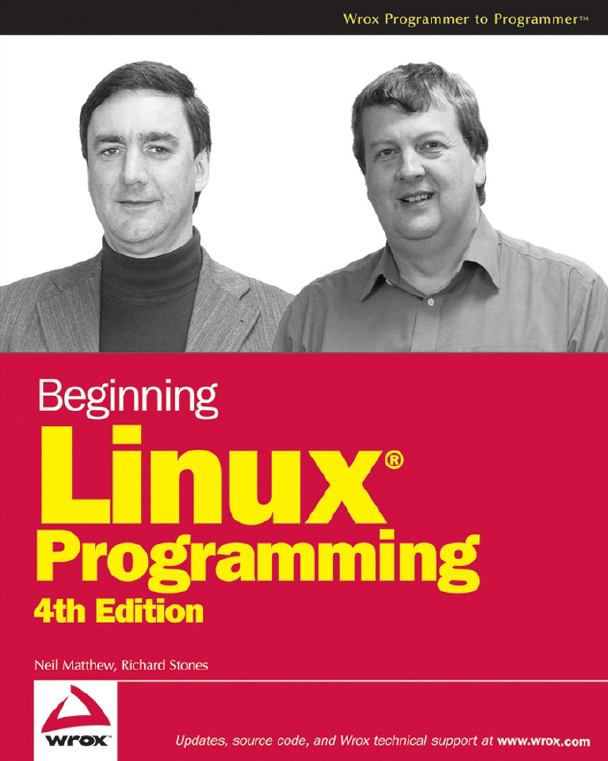 Wrox Programmer to Programmer™
Beginning
Linux®
Programming
4th Edition
Neil Matthew, Richard Stones
wrox™
Updates, source code, and Wrox technical support at www.wrox.com